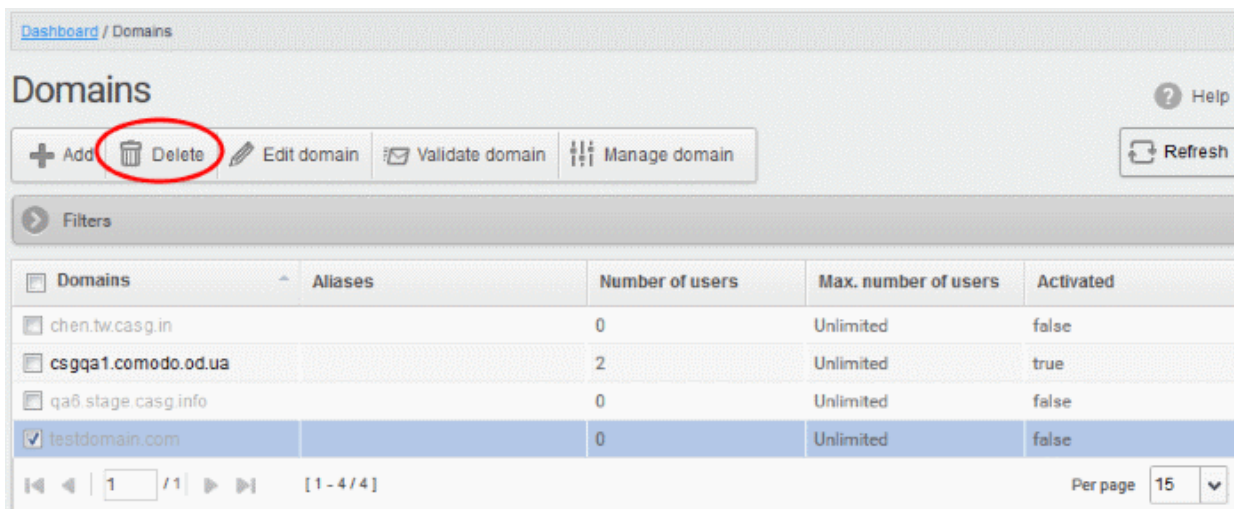 Dashboard / Domains
Domains
Help
Add Delete Edit domain Validate domain Manage domain Refresh
Filters
Domains Aliases Number of users Max. number of users Activated
chen.tw.casg.in 0 Unlimited false
csgqa1.comodo.od.ua 2 Unlimited true
qa6.stage.casg.info 0 Unlimited false
testdomain.com 0 Unlimited false
1 / 1 [ 1 - 4 / 4 ] Per page 15